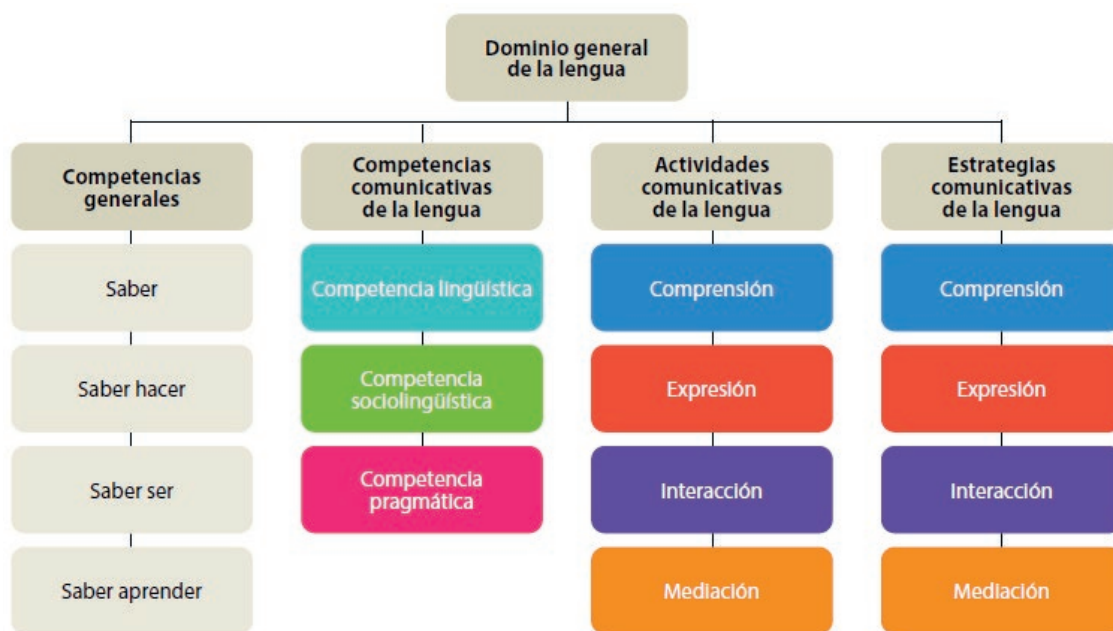 Dominio general
de la lengua
Competencias
generales
Competencias
comunicativas
de la lengua
Actividades
comunicativas
de la lengua
Estrategias
comunicativas
de la lengua
Saber
Competencia lingüística
Comprensión
Comprensión
Saber hacer
Competencia
sociolingüística
Expresión
Expresión
Saber ser
Competencia
pragmática
Interacción
Interacción
Saber aprender
Mediación
Mediación